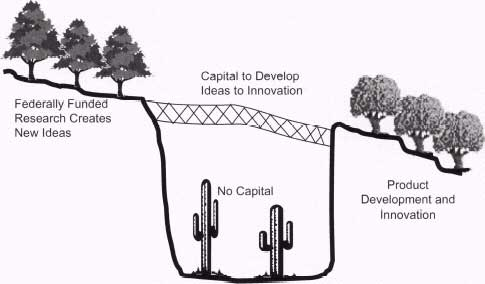 Capital to Develop
Ideas to Innovation
Federally Funded
Research Creates
New Ideas
No Capital
Product
Development and
Innovation